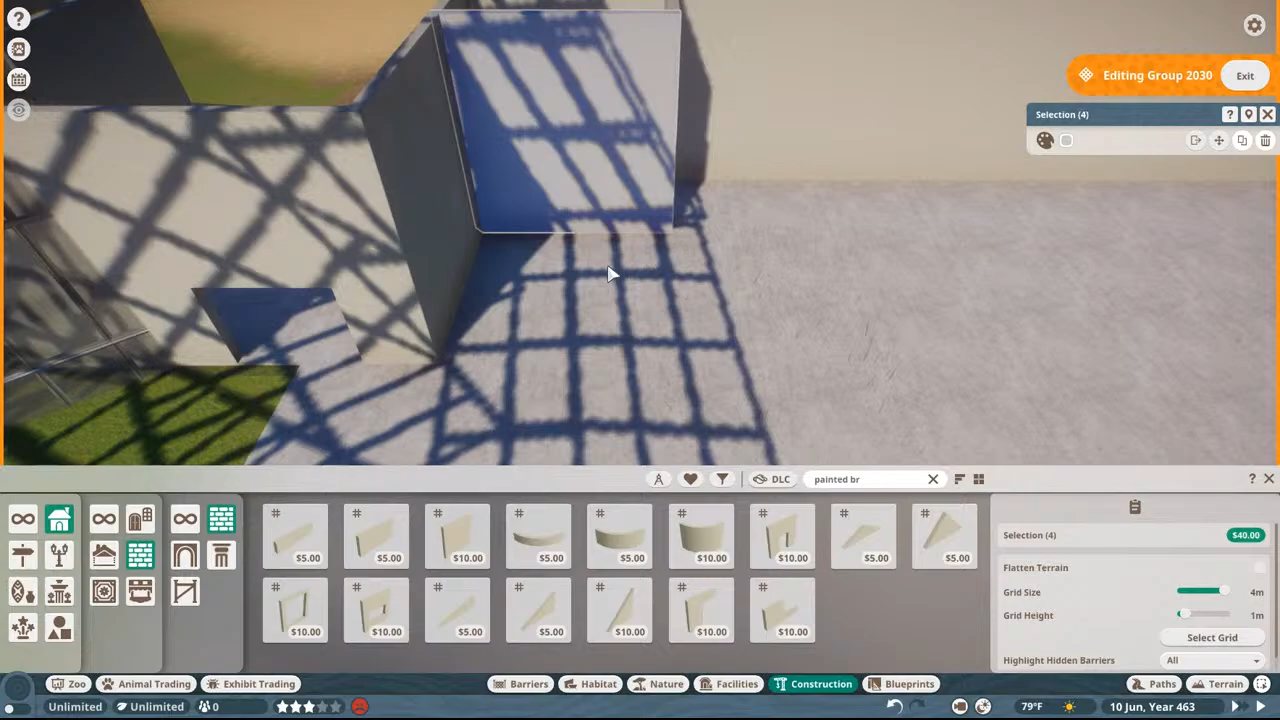 Editing Group 2030
Exit
Selection (4)
DLC
painted br
$5.00
$5.00
$10.00
$5.00
$5.00
$10.00
$10.00
$5.00
$5.00
$10.00
$10.00
$5.00
$5.00
$10.00
$10.00
$10.00
Selection (4)
$40.00
Flatten Terrain
Grid Size
4m
Grid Height
1m
Select Grid
Highlight Hidden Barriers
All
Zoo
Animal Trading
Exhibit Trading
Barriers
Habitat
Nature
Facilities
Construction
Blueprints
Paths
Terrain
Unlimited
Unlimited
0
79°F
10 Jun, Year 463